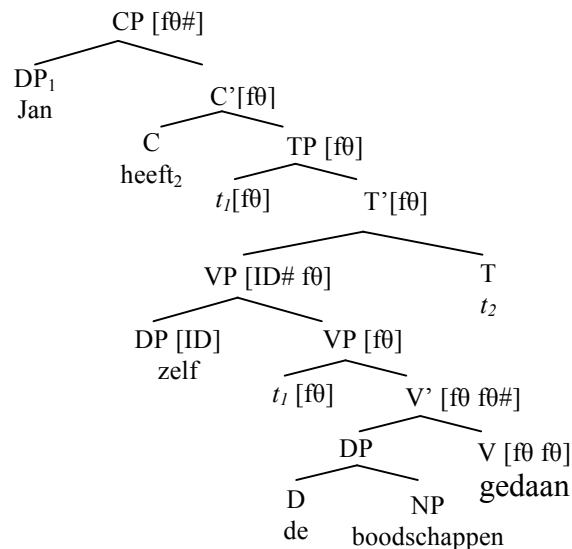 CP [fθ#]
DP1
Jan
C’[fθ]
C
heeft2
TP [fθ]
t1[fθ]
T’[fθ]
VP [ID# fθ]
T
t2
DP [ID]
zelf
VP [fθ]
t1 [fθ]
V’ [fθ fθ#]
DP
V [fθ fθ]
gedaan
D
de
NP
boodschappen